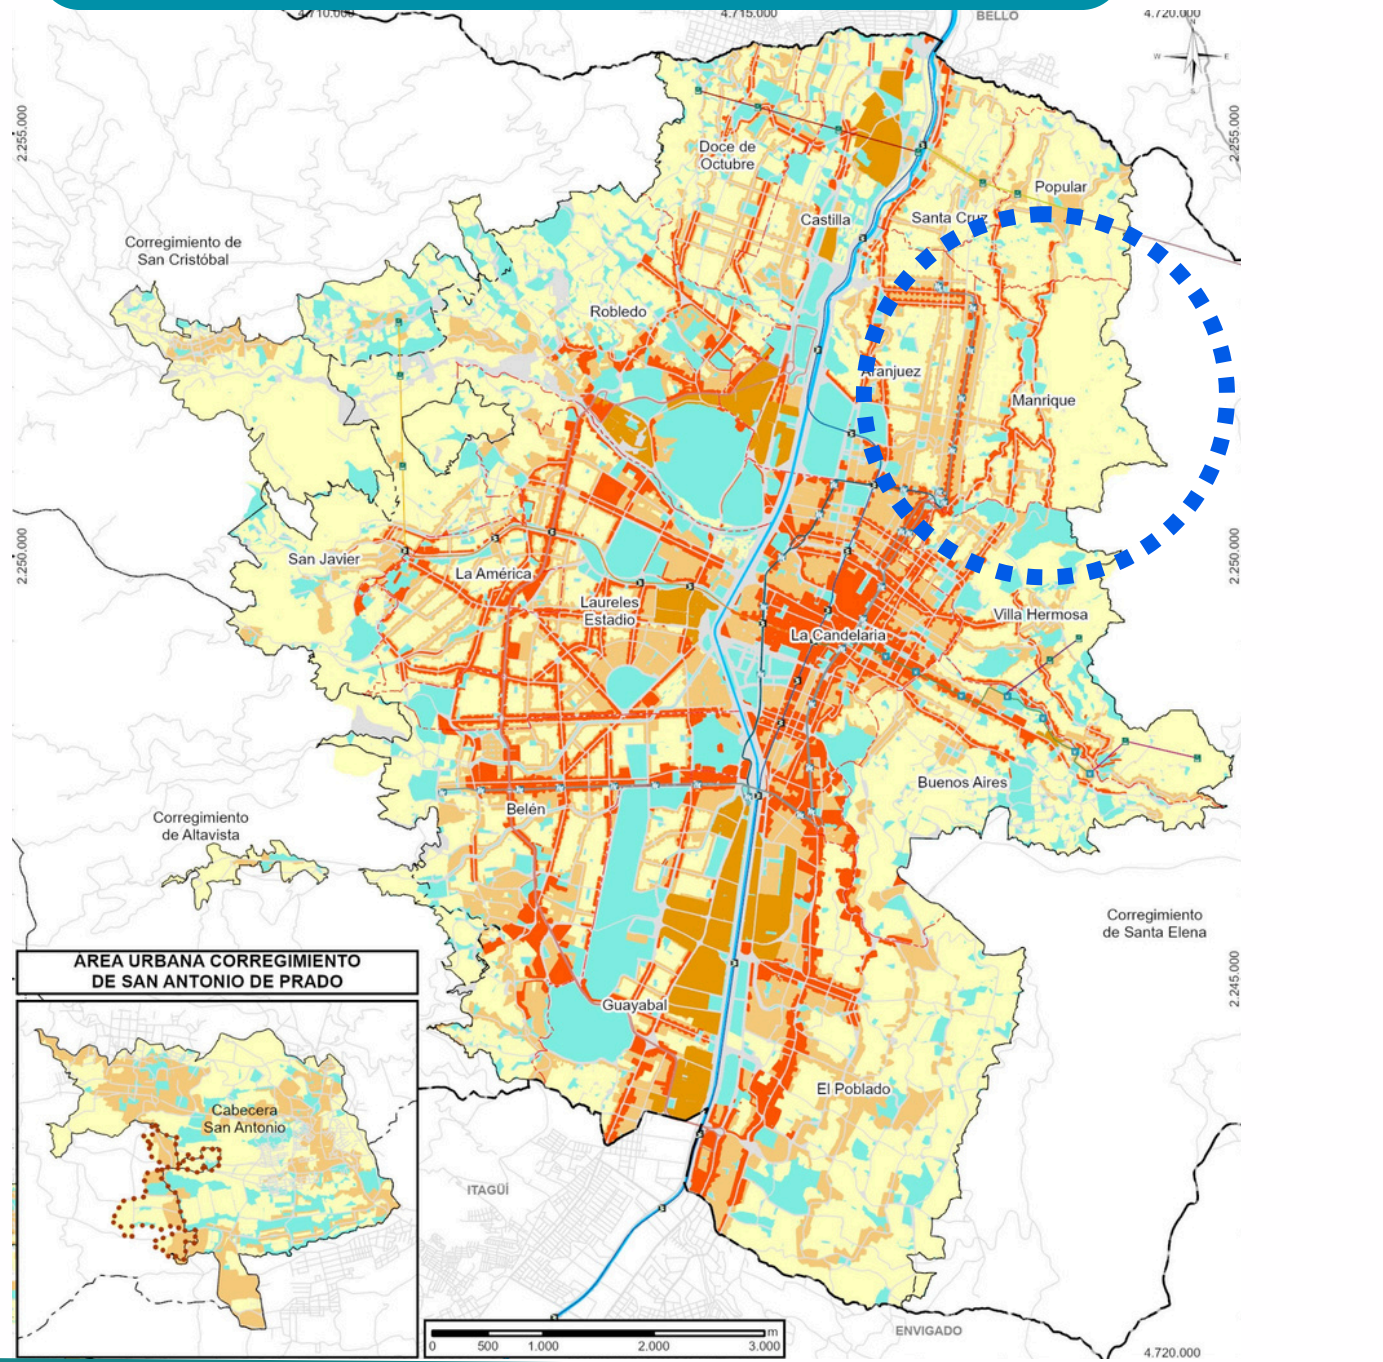 4.710.000
4.715.000
BELLO
4.720.000
N
W
E
S
2.255.000
2.255.000
Doce de
Octubre
Popular
Castilla
Santa Cruz
Corregimiento de
San Cristóbal
Robledo
Aranjuez
Manrique
2.250.000
2.250.000
San Javier
La América
Laureles
Estadio
Villa Hermosa
La Candelaria
Buenos Aires
Belén
Corregimiento
de Altavista
Corregimiento
de Santa Elena
ÁREA URBANA CORREGIMIENTO
DE SAN ANTONIO DE PRADO
2.245.000
Guayabal
El Poblado
Cabecera
San Antonio
ITAGÜÍ
ENVIGADO
m
0 500 1.000 2.000 3.000
4.720.000